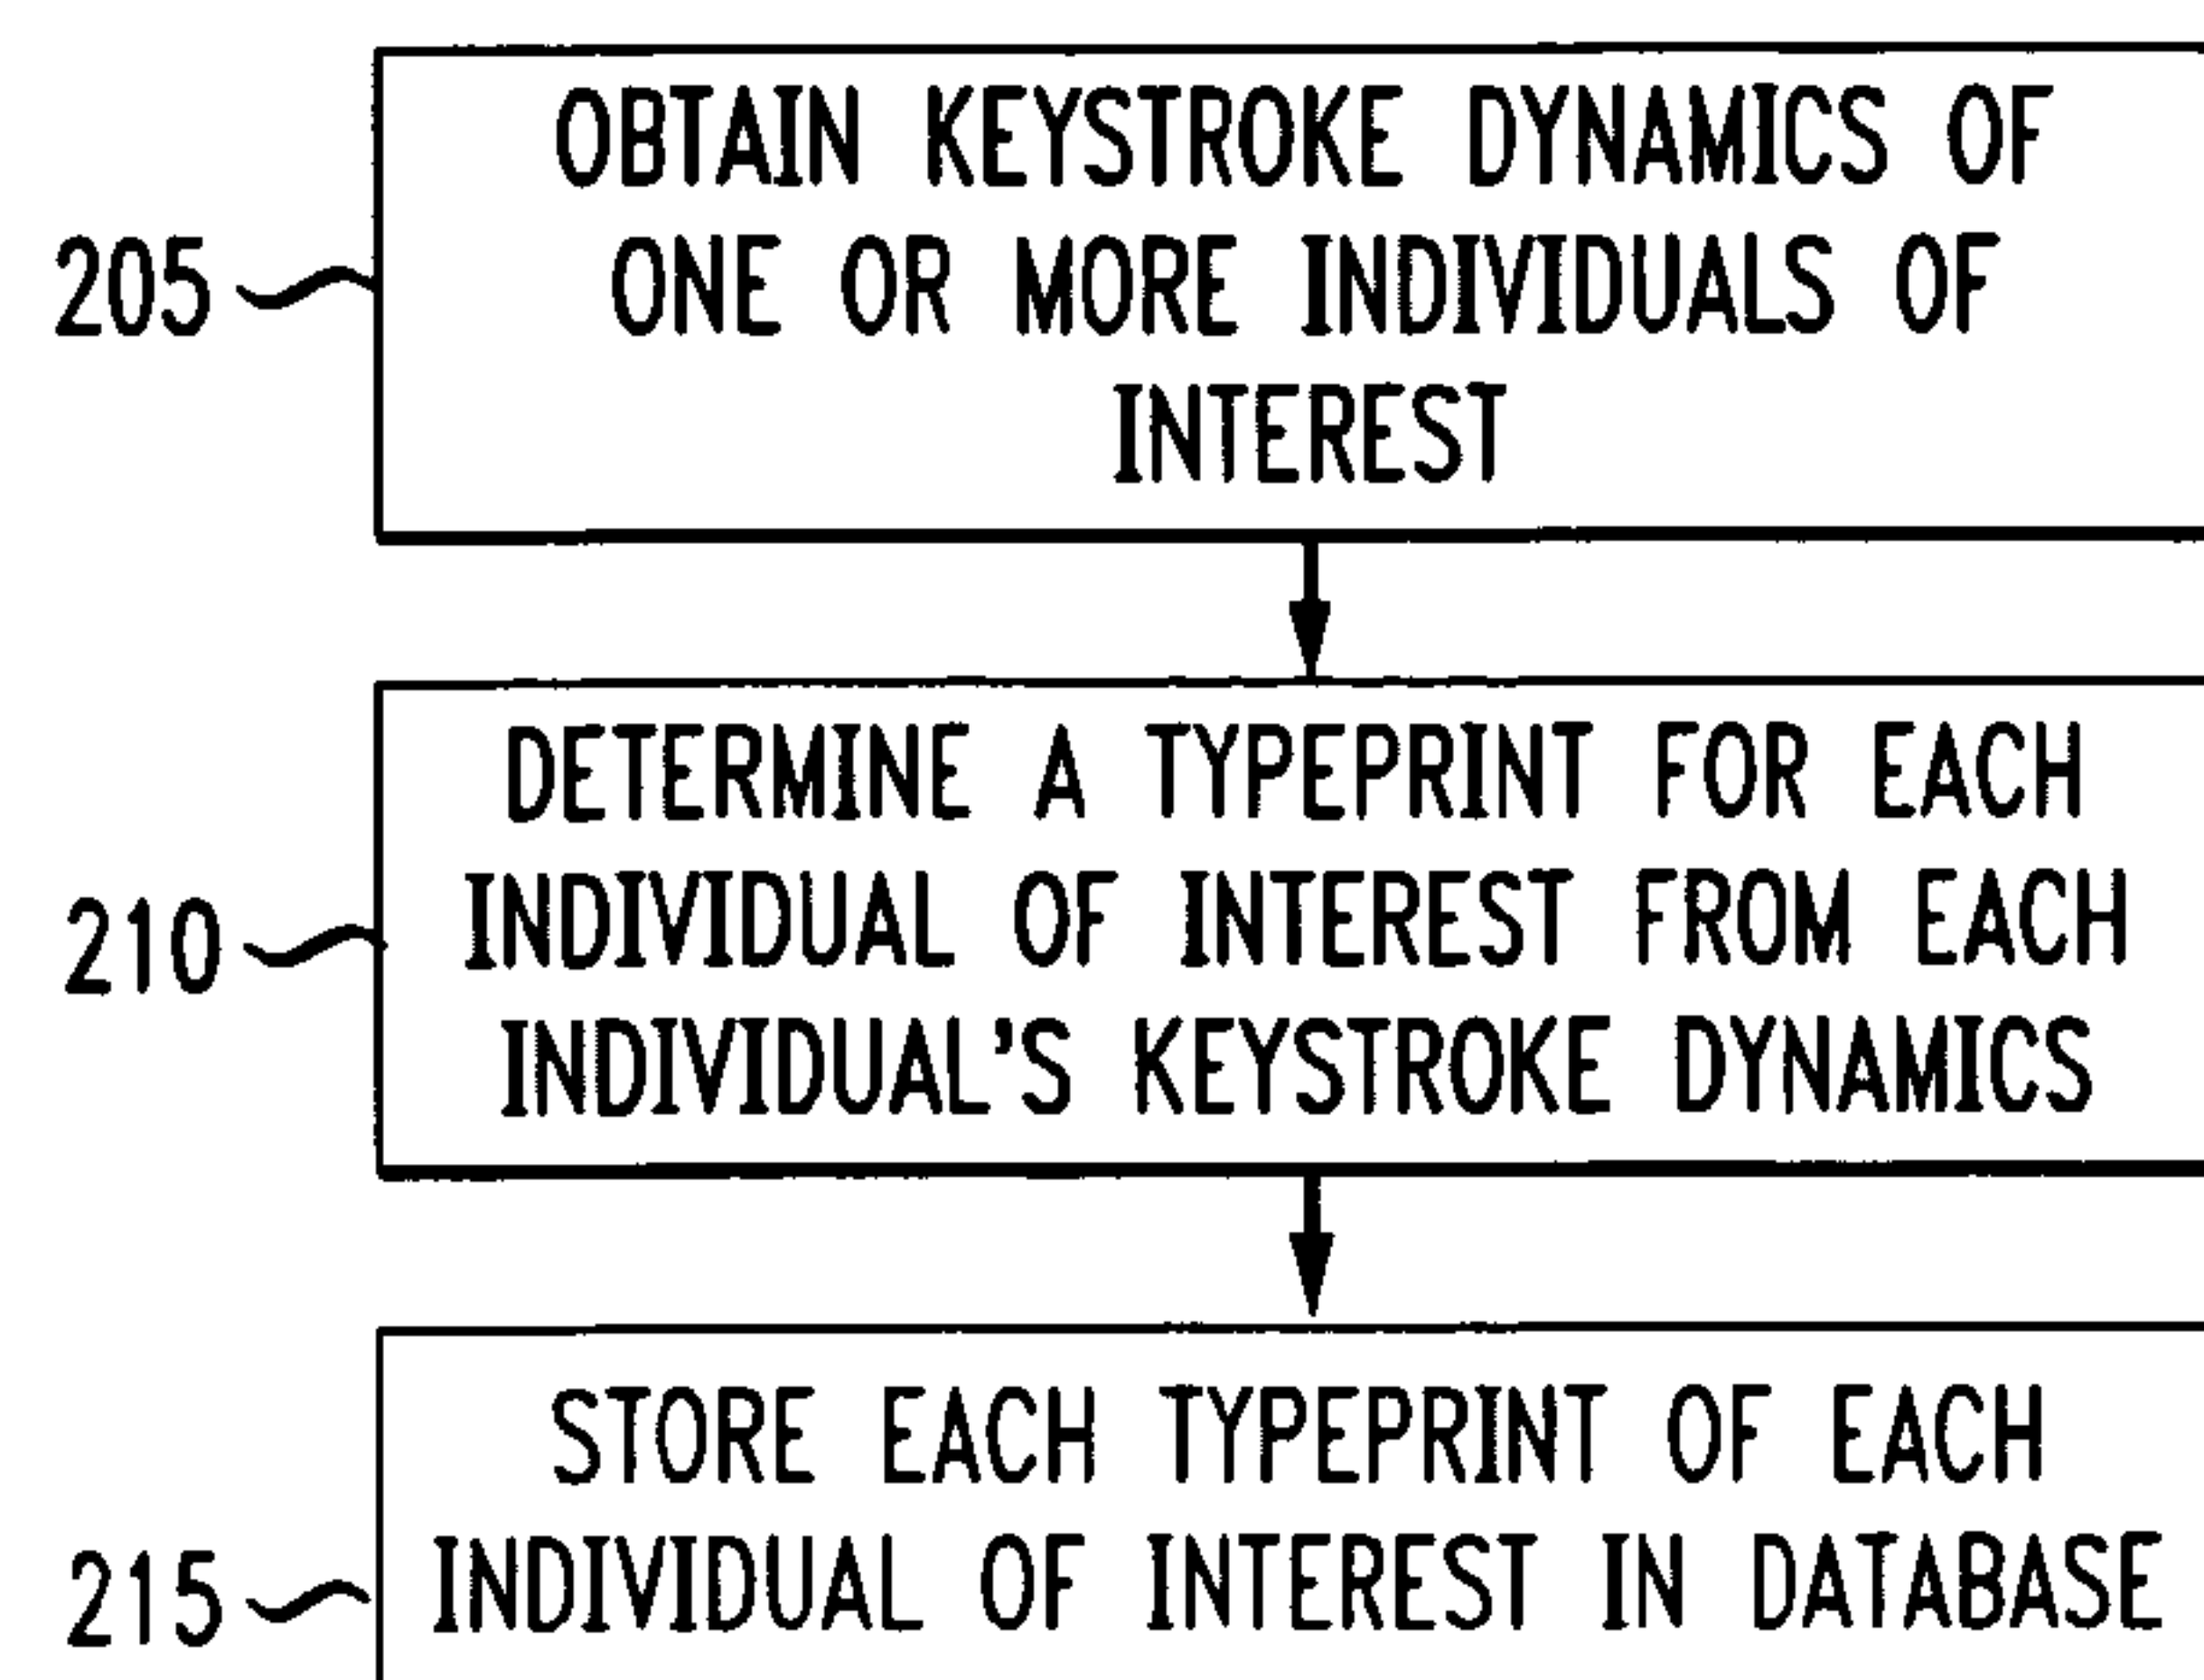 OBTAIN KEYSTROKE DYNAMICS OF
205 ONE OR MORE INDIVIDUALS OF
INTEREST
DETERMINE A TYPEPRINT FOR EACH
210 INDIVIDUAL OF INTEREST FROM EACH
INDIVIDUAL'S KEYSTROKE DYNAMICS
STORE EACH TYPEPRINT OF EACH
215 INDIVIDUAL OF INTEREST IN DATABASE